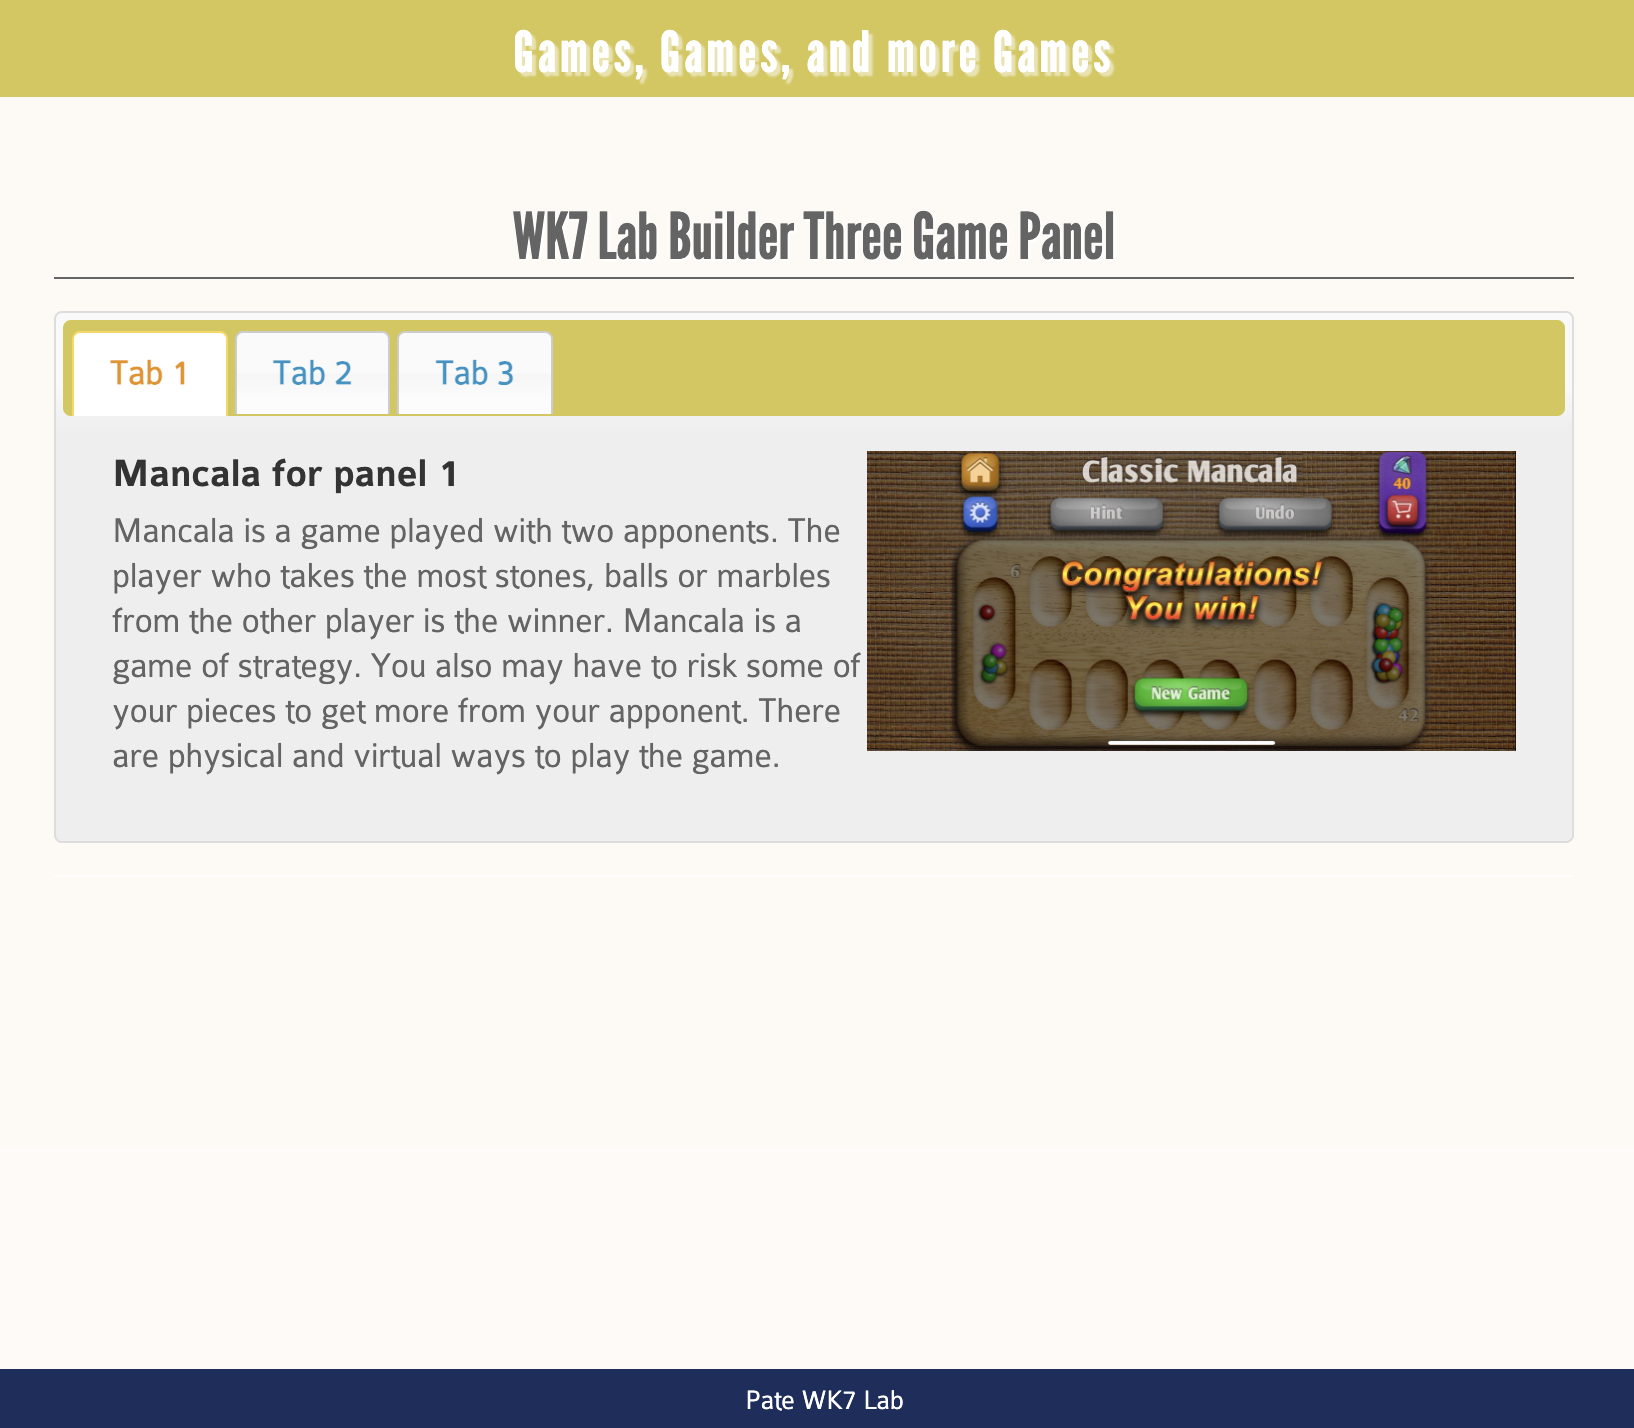 Games, Games, and more Games
WK7 Lab Builder Three Game Panel
Tab 1
Tab 2
Tab 3
Mancala for panel 1
Mancala is a game played with two apponents. The
player who takes the most stones, balls or marbles
from the other player is the winner. Mancala is a
game of strategy. You also may have to risk some of
your pieces to get more from your apponent. There
are physical and virtual ways to play the game.
Classic Mancala
40
Hint
Undo
6
Congratulations!
You win!
New Game
42
Pate WK7 Lab